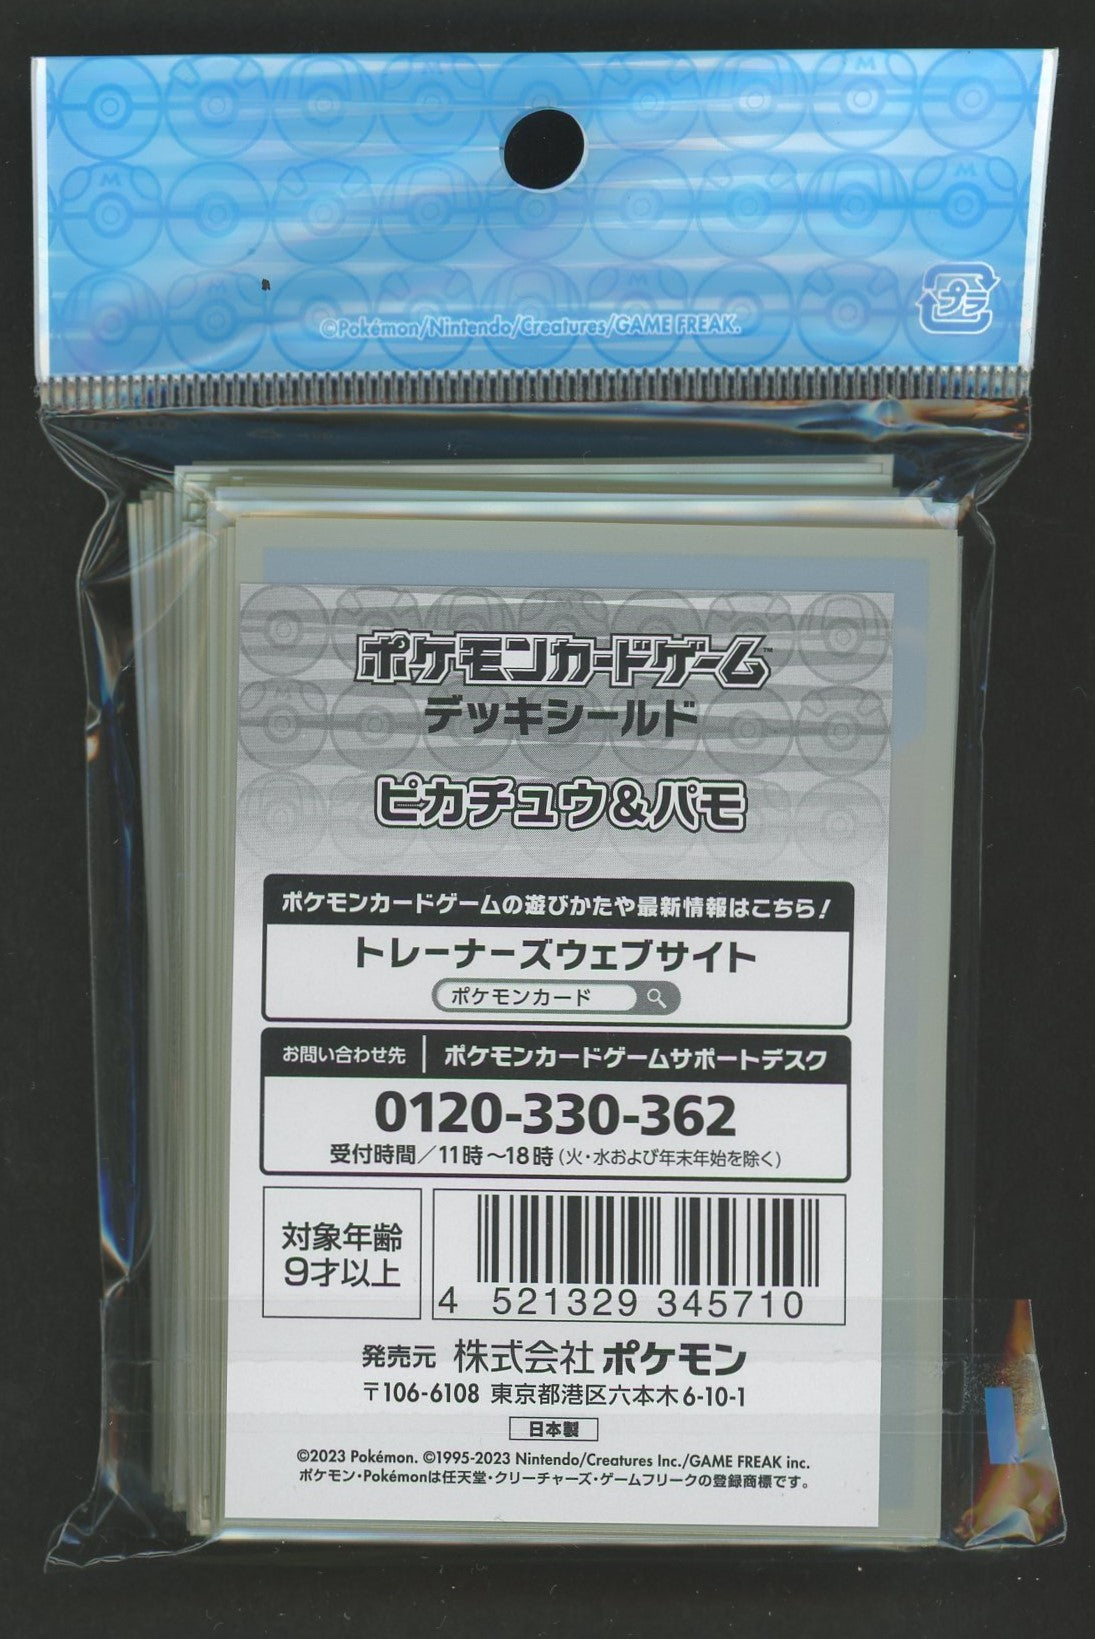 ©Pokémon/Nintendo/Creatures/GAME FREAK.
プラ
ポケモンカードゲーム™
デッキシールド
ピカチュウ&パモ
ポケモンカードゲームの遊びかたや最新情報はこちら!
トレーナーズウェブサイト
ポケモンカード
お問い合わせ先 ポケモンカードゲームサポートデスク
0120-330-362
受付時間/11時~18時(火・水および年末年始を除く)
対象年齢
9才以上
4 521329 345710
発売元 株式会社ポケモン
〒106-6108 東京都港区六本木6-10-1
日本製
©2023 Pokémon. ©1995-2023 Nintendo/Creatures Inc./GAME FREAK inc.
ポケモン・Pokémonは任天堂・クリーチャーズ・ゲームフリークの登録商標です。